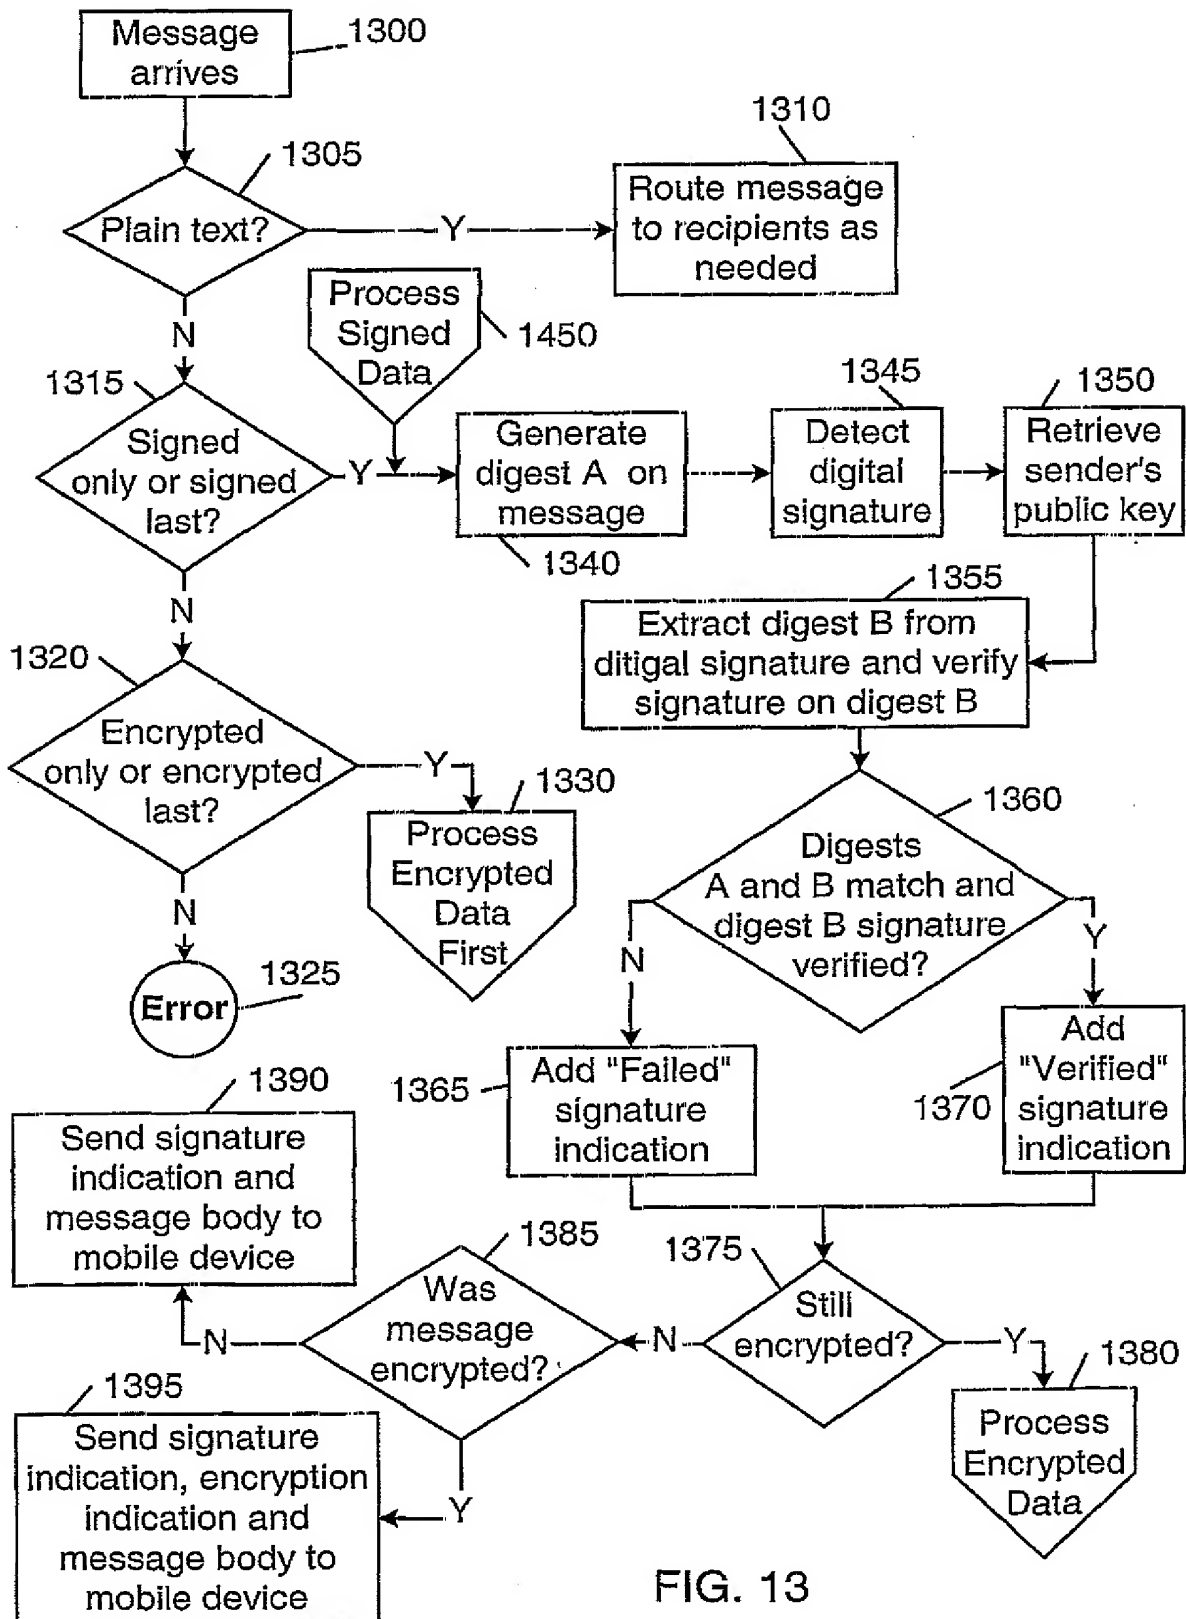 Message
arrives
1300
1305
Plain text?
Y
1310
Route message
to recipients as
needed
N
Process
Signed
Data
1450
1315
Signed
only or signed
last?
Y
Generate
digest A on
message
1340
1345
Detect
digital
signature
1350
Retrieve
sender's
public key
N
1355
Extract digest B from
ditigal signature and verify
signature on digest B
1320
Encrypted
only or encrypted
last?
Y
1330
Process
Encrypted
Data
First
N
1325
Error
1360
Digests
A and B match and
digest B signature
verified?
N
Y
1365
Add "Failed"
signature
indication
1370
Add
"Verified"
signature
indication
1375
Still
encrypted?
Y
1380
Process
Encrypted
Data
N
1385
Was
message
encrypted?
N
1390
Send signature
indication and
message body to
mobile device
Y
1395
Send signature
indication, encryption
indication and
message body to
mobile device
FIG. 13